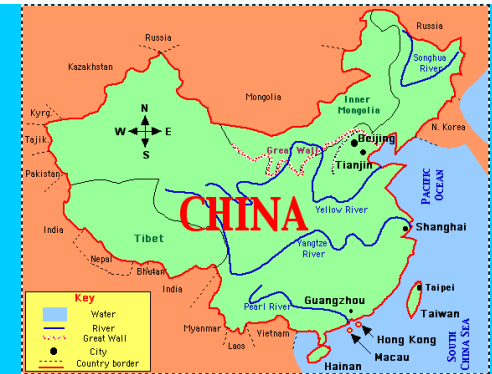 Russia
Russia
Kazakhstan
Songhua
River
Mongolia
Inner
Mongolia
Kyrg.
N
W E
S
N. Korea
Tajik
Beijing
Great Wall
Tianjin
Pakistan
PACIFIC
OCEAN
CHINA
Yellow River
India
Tibet
Shanghai
Yangtze
River
Nepal
Bhutan
India
Taipei
Key
Guangzhou
Pearl River
Taiwan
Water
River
Great Wall
City
Country border
Myanmar
Vietnam
Laos
Hong Kong
Macau
Hainan
SOUTH
CHINA SEA